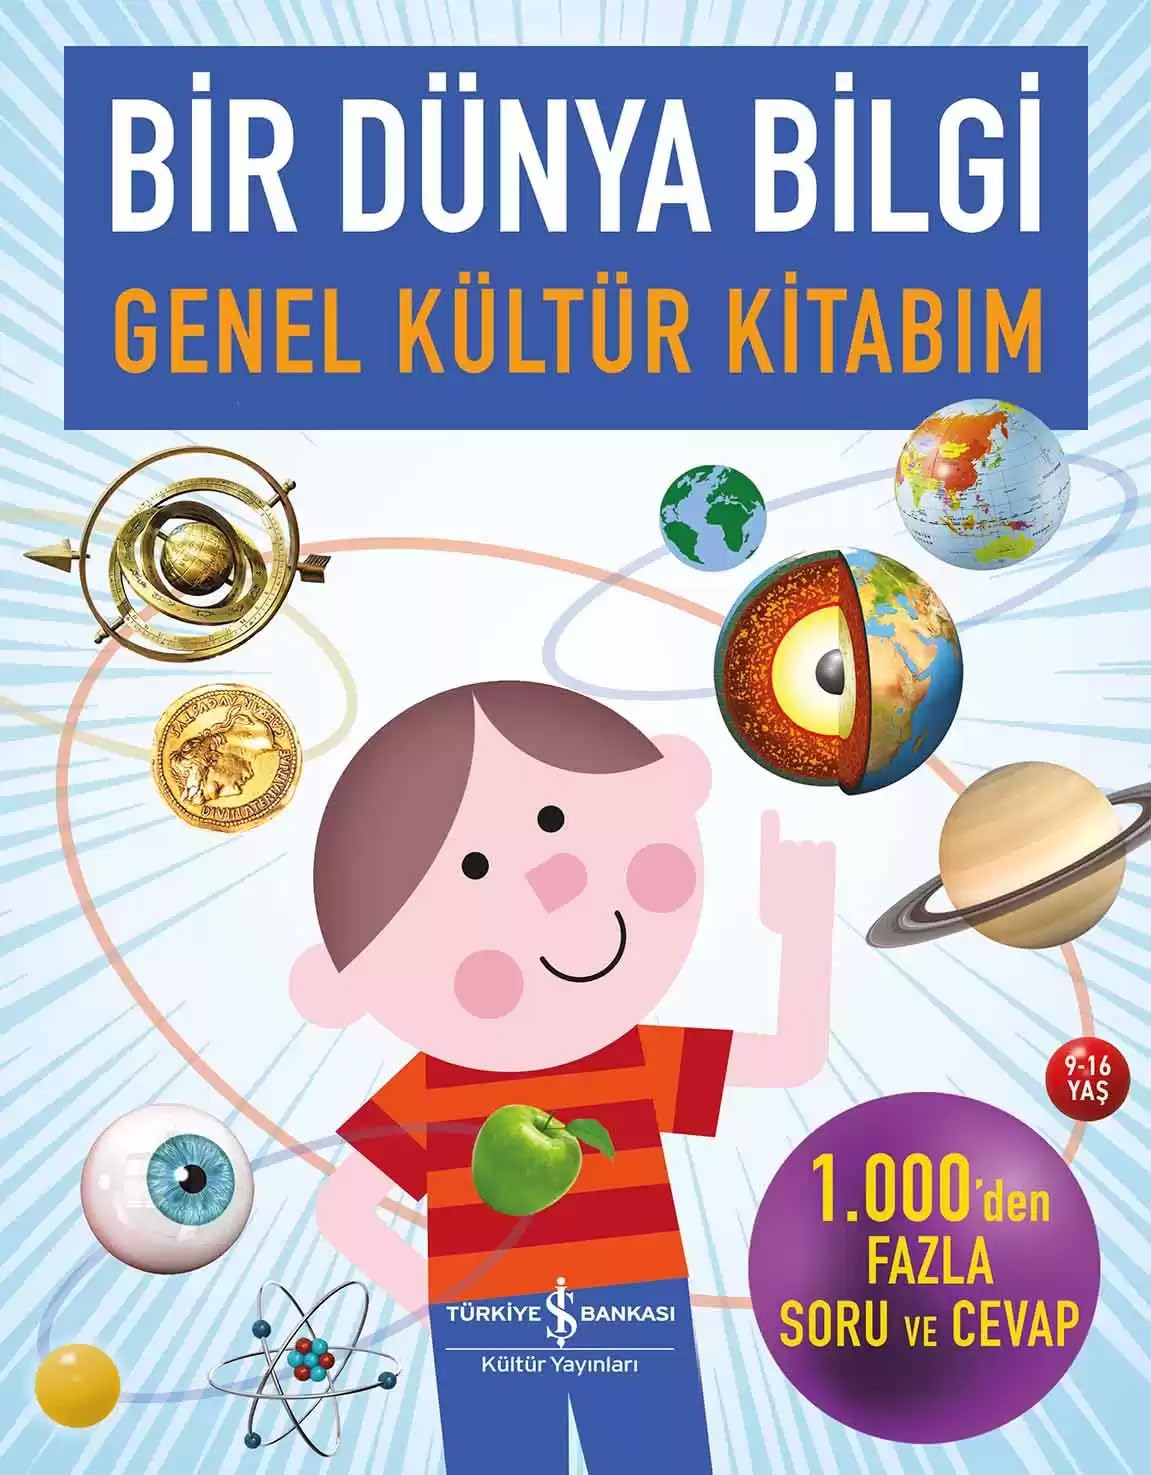 BİR DÜNYA BİLGİ
GENEL KÜLTÜR KİTABIM
9-16
YAŞ
1.000'den
FAZLA
SORU VE CEVAP
TÜRKİYE İŞ BANKASI
Kültür Yayınları